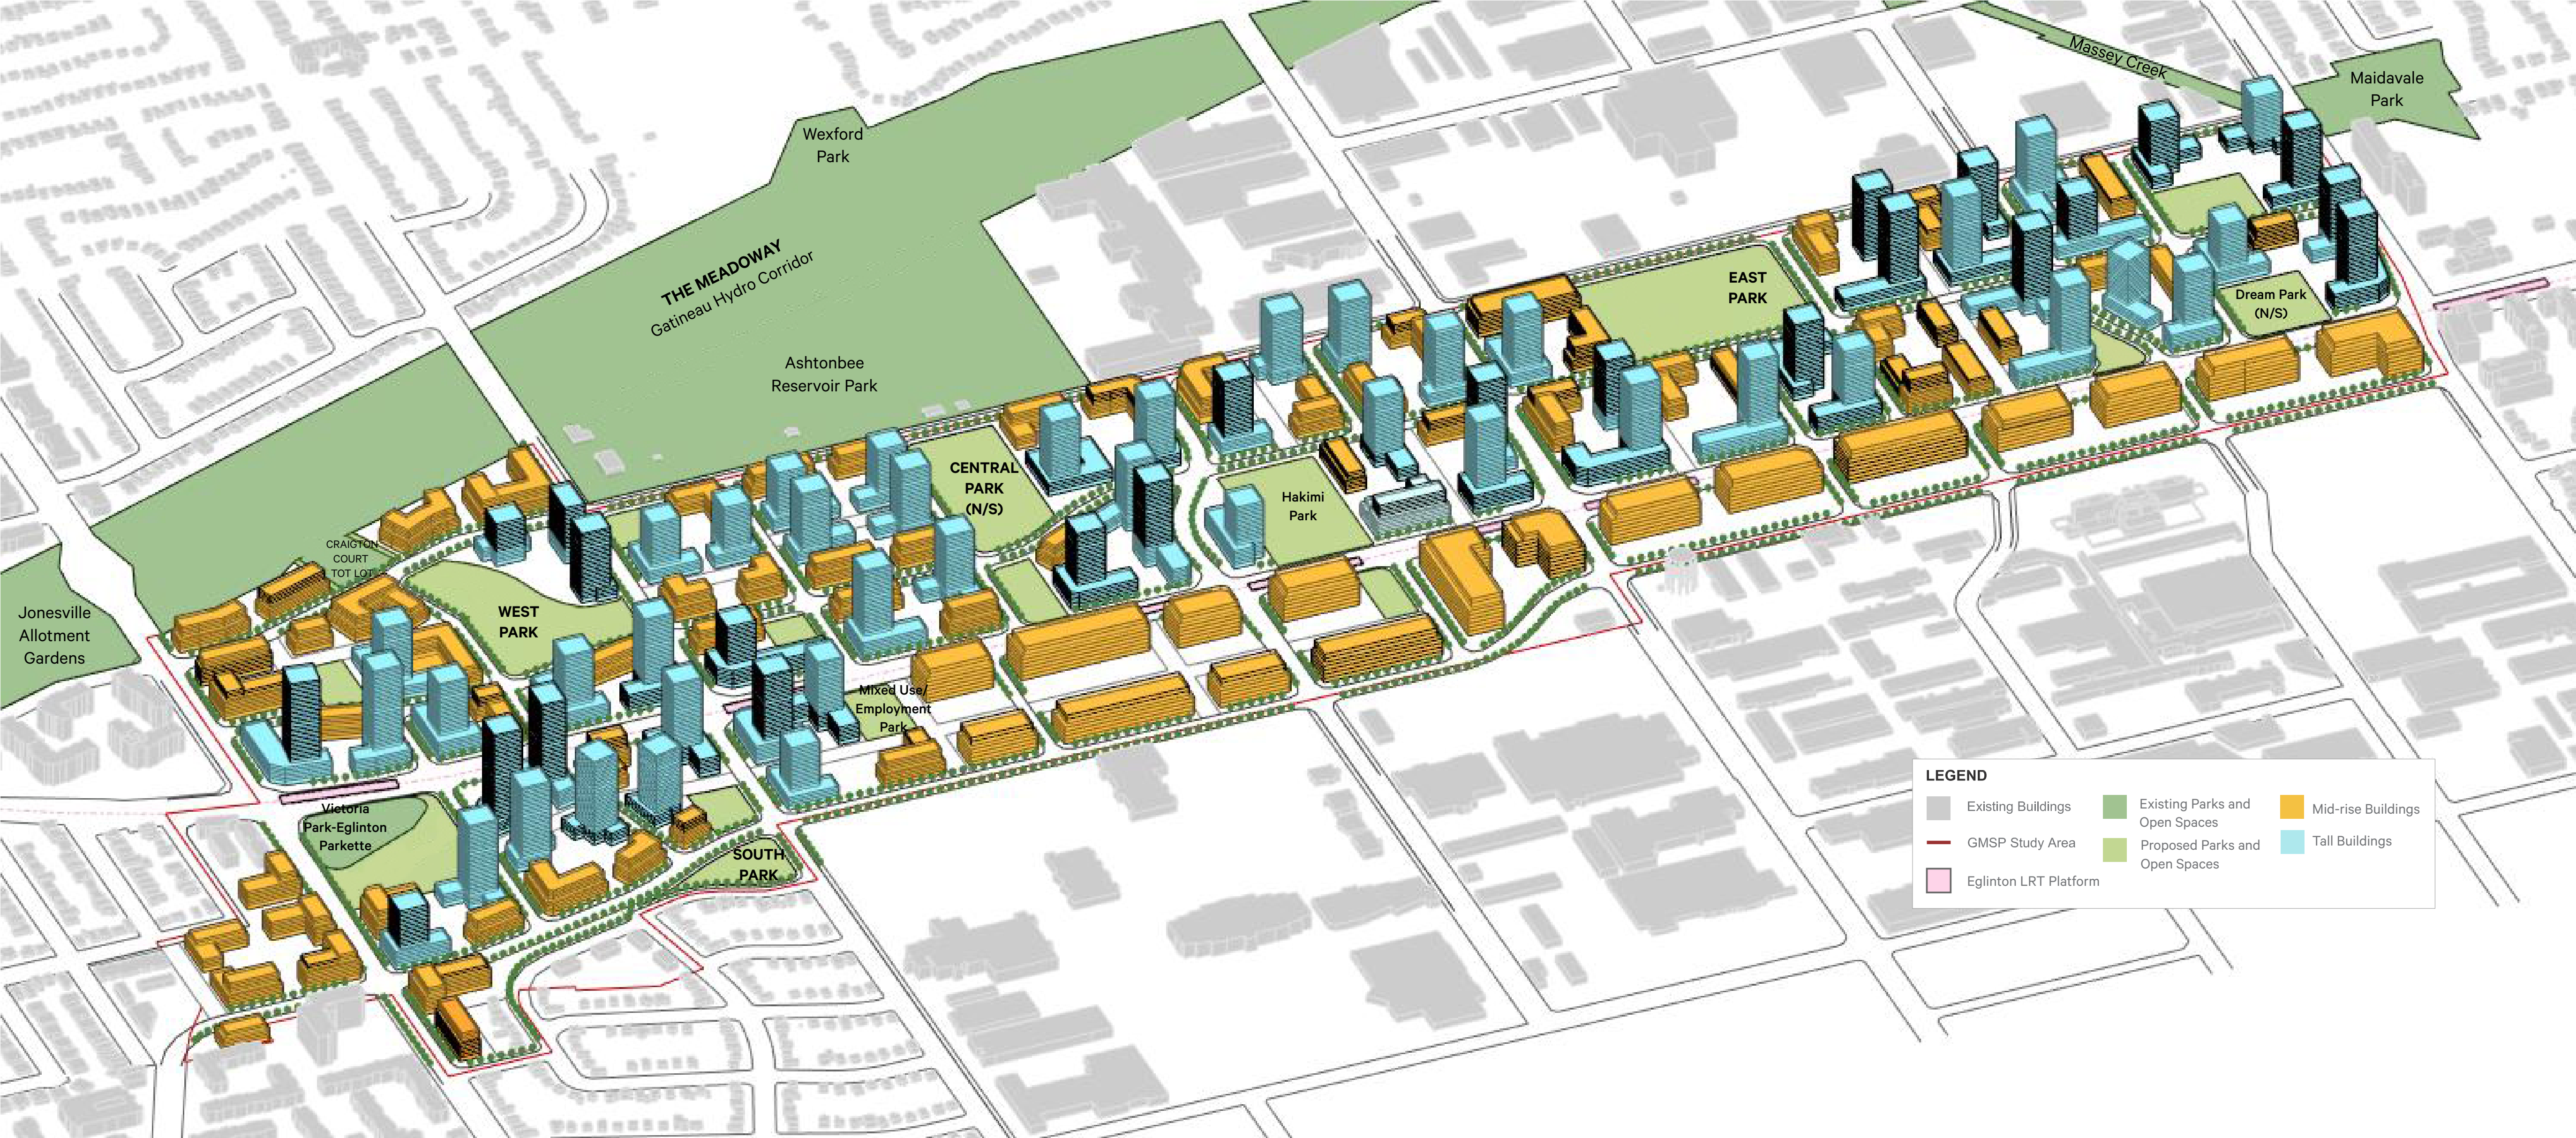 Massey Creek
Maidavale
Park
Wexford
Park
THE MEADOWAY
Gatineau Hydro Corridor
Ashtonbee
Reservoir Park
EAST
PARK
Dream Park
(N/S)
CENTRAL
PARK
(N/S)
Hakimi
Park
CRAIGTON
COURT
TOT LOT
WEST
PARK
Jonesville
Allotment
Gardens
Mixed Use/
Employment
Park
Victoria
Park-Eglinton
Parkette
SOUTH
PARK
LEGEND
Existing Buildings
GMSP Study Area
Eglinton LRT Platform
Existing Parks and
Open Spaces
Proposed Parks and
Open Spaces
Mid-rise Buildings
Tall Buildings